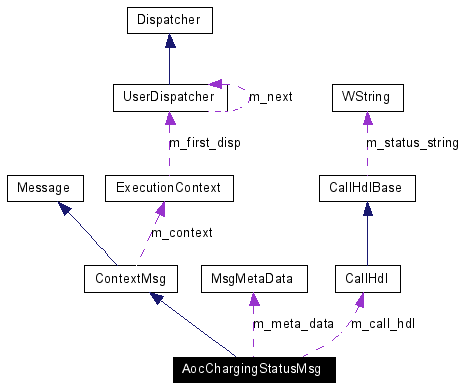 Dispatcher
UserDispatcher
m_next
WString
m_first_disp
m_status_string
Message
ExecutionContext
CallHdlBase
m_context
ContextMsg
MsgMetaData
CallHdl
m_meta_data
m_call_hdl
AocChargingStatusMsg